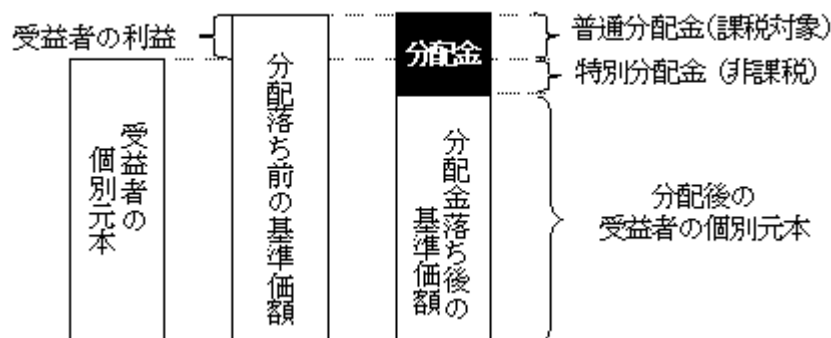 受益者の利益
受益者の
個別元本
分配落ち前の基準価額
分配金
分配金落ち後の
基準価額
普通分配金(課税対象)
特別分配金(非課税)
分配後の
受益者の個別元本